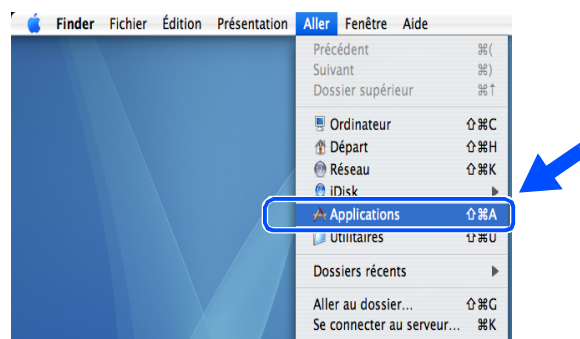 Finder Fichier Édition Présentation Aller Fenêtre Aide
Précédent ⌘(
Suivant ⌘)
Dossier supérieur ⌘↑
Ordinateur ⇧⌘C
Départ ⇧⌘H
Réseau ⇧⌘K
iDisk ▶
Applications ⇧⌘A
Utilitaires ⇧⌘U
Dossiers récents ▶
Aller au dossier... ⇧⌘G
Se connecter au serveur... ⌘K